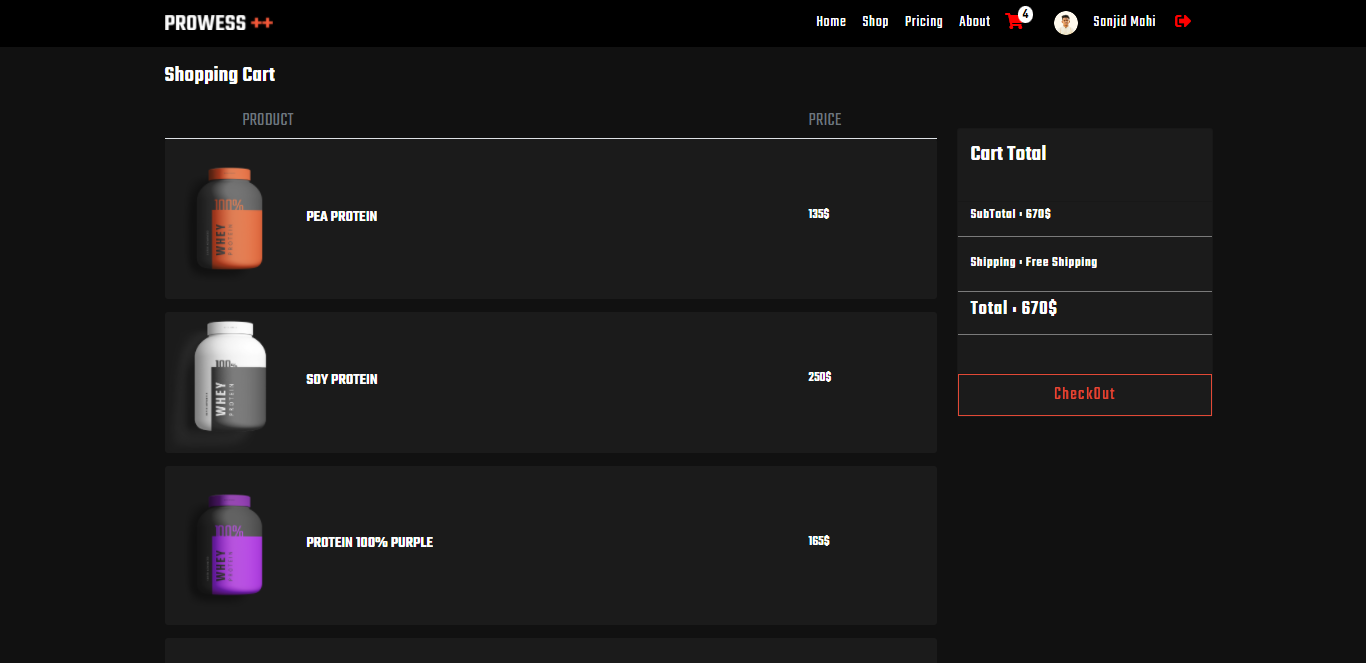 PROWESS ++
Home Shop Pricing About 4 Sanjid Mahi
Shopping Cart
PRODUCT PRICE
100%
WHEY
PROTEIN
PEA PROTEIN 135$
100%
WHEY
PROTEIN
SOY PROTEIN 250$
100%
WHEY
PROTEIN
PROTEIN 100% PURPLE 165$
Cart Total
SubTotal : 670$
Shipping : Free Shipping
Total : 670$
CheckOut